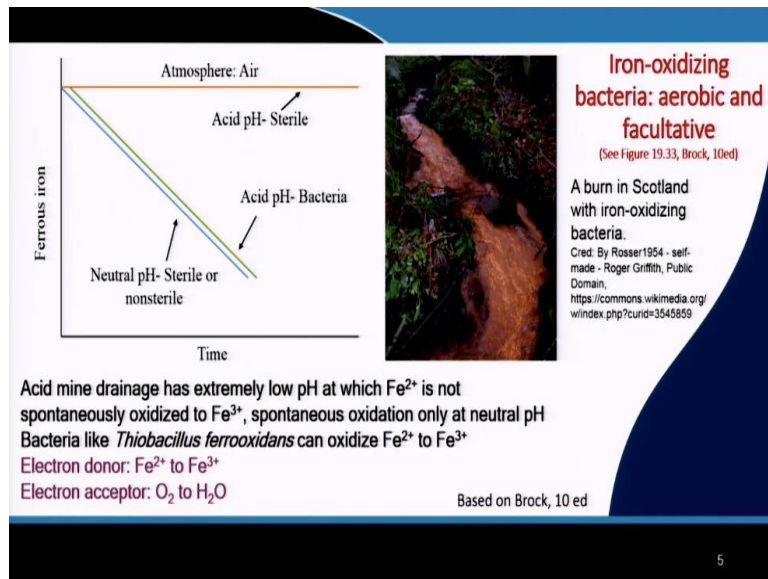 Atmosphere: Air
Acid pH- Sterile
Acid pH- Bacteria
Neutral pH- Sterile or
nonsterile
Ferrous iron
Time
Iron-oxidizing
bacteria: aerobic and
facultative
(See Figure 19.33, Brock, 10ed)
A burn in Scotland
with iron-oxidizing
bacteria.
Cred: By Rosser1954 - self-
made - Roger Griffith, Public
Domain,
https://commons.wikimedia.org/
w/index.php?curid=3545859
Acid mine drainage has extremely low pH at which Fe²⁺ is not
spontaneously oxidized to Fe³⁺, spontaneous oxidation only at neutral pH
Bacteria like Thiobacillus ferrooxidans can oxidize Fe²⁺ to Fe³⁺
Electron donor: Fe²⁺ to Fe³⁺
Electron acceptor: O₂ to H₂O
Based on Brock, 10 ed
5